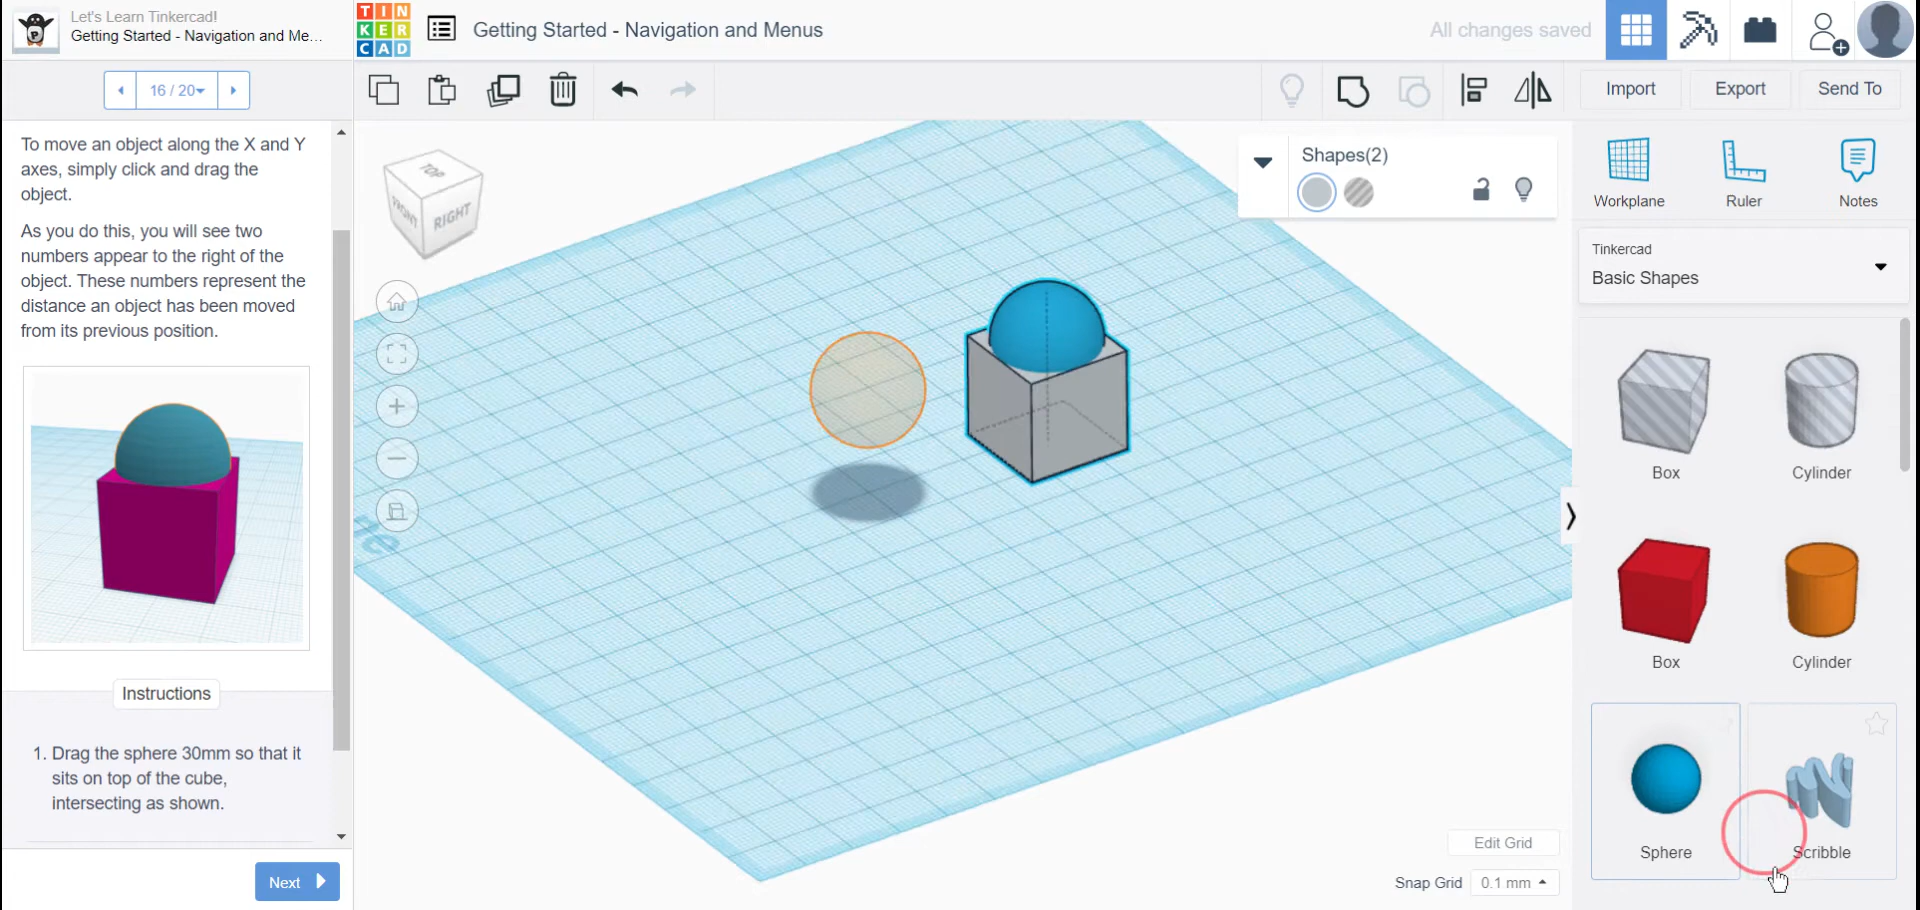 Let's Learn Tinkercad!
Getting Started - Navigation and Me...
TIN
KER
CAD
Getting Started - Navigation and Menus
All changes saved
16 / 20
Import
Export
Send To
To move an object along the X and Y
axes, simply click and drag the
object.
As you do this, you will see two
numbers appear to the right of the
object. These numbers represent the
distance an object has been moved
from its previous position.
Instructions
1. Drag the sphere 30mm so that it
sits on top of the cube,
intersecting as shown.
Next
TOP
FRONT
RIGHT
ne
Shapes(2)
Workplane
Ruler
Notes
Tinkercad
Basic Shapes
Box
Cylinder
Box
Cylinder
Sphere
Scribble
Edit Grid
Snap Grid
0.1 mm